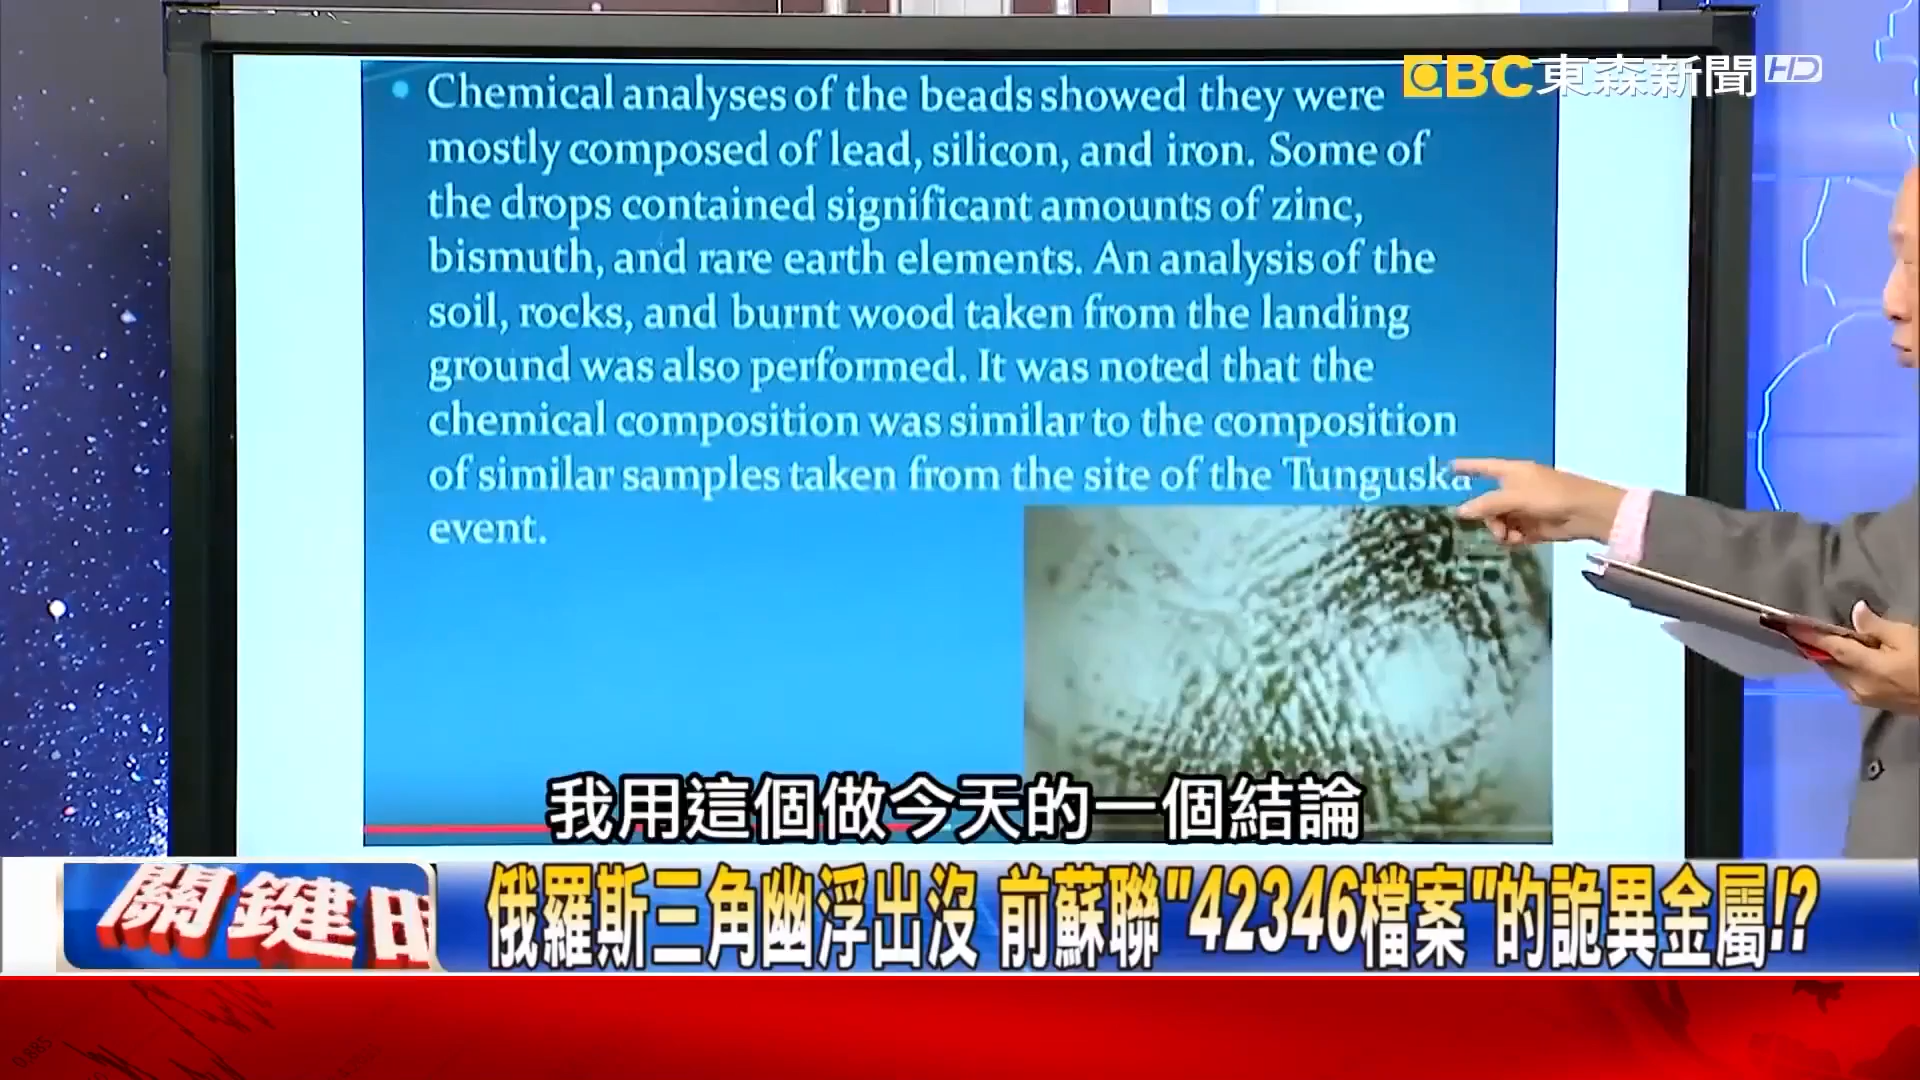 EBC東森新聞HD
Chemical analyses of the beads showed they were
mostly composed of lead, silicon, and iron. Some of
the drops contained significant amounts of zinc,
bismuth, and rare earth elements. An analysis of the
soil, rocks, and burnt wood taken from the landing
ground was also performed. It was noted that the
chemical composition was similar to the composition
of similar samples taken from the site of the Tunguska
event.
我用這個做今天的一個結論
關鍵時
俄羅斯三角幽浮出沒 前蘇聯"42346檔案"的詭異金屬!?
0.885